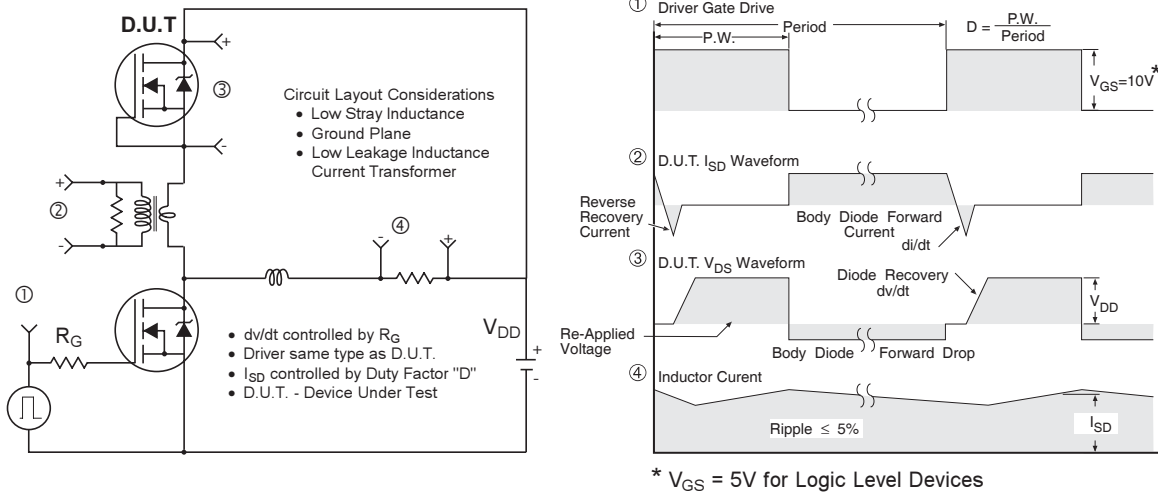 D.U.T
+
③
-
Circuit Layout Considerations
• Low Stray Inductance
• Ground Plane
• Low Leakage Inductance
Current Transformer
+
②
-
④
-
+
①
R_G
V_DD
+
-
• dv/dt controlled by R_G
• Driver same type as D.U.T.
• I_SD controlled by Duty Factor "D"
• D.U.T. - Device Under Test
① Driver Gate Drive
P.W.
Period
D = P.W. / Period
V_GS=10V*
② D.U.T. I_SD Waveform
Reverse
Recovery
Current
Body Diode Forward
Current
di/dt
③ D.U.T. V_DS Waveform
Diode Recovery
dv/dt
V_DD
Re-Applied
Voltage
Body Diode Forward Drop
④ Inductor Curent
Ripple ≤ 5%
I_SD
* V_GS = 5V for Logic Level Devices